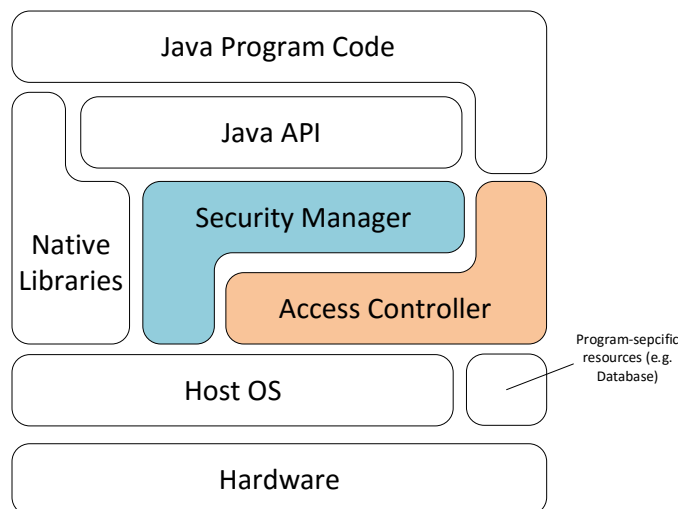 Java Program Code
Java API
Security Manager
Native
Libraries
Access Controller
Program-sepcific
resources (e.g.
Database)
Host OS
Hardware